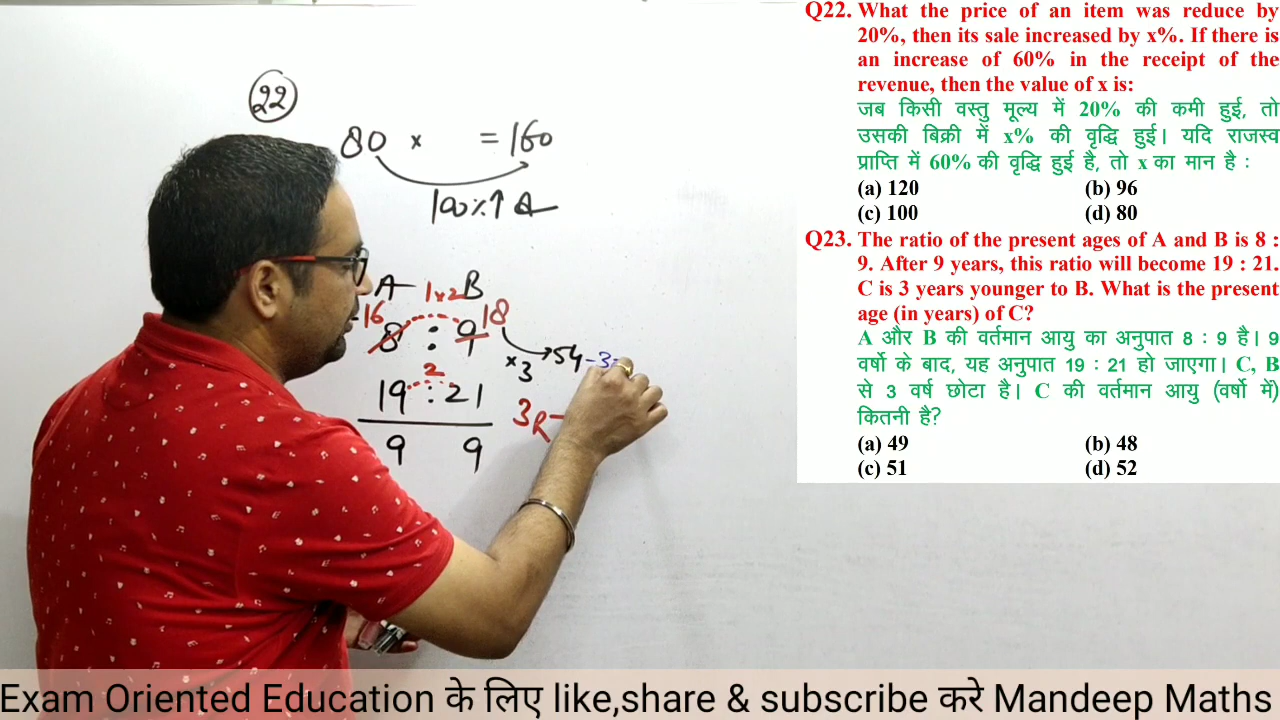 22
80 × = 160
100%↑ A
A B
1×2
16 18
8 : 9
×3 54 -3=
2
19 : 21
3R
9 9
Q22. What the price of an item was reduce by
20%, then its sale increased by x%. If there is
an increase of 60% in the receipt of the
revenue, then the value of x is:
जब किसी वस्तु मूल्य में 20% की कमी हुई, तो
उसकी बिक्री में x% की वृद्धि हुई। यदि राजस्व
प्राप्ति में 60% की वृद्धि हुई है, तो x का मान है :
(a) 120 (b) 96
(c) 100 (d) 80
Q23. The ratio of the present ages of A and B is 8 :
9. After 9 years, this ratio will become 19 : 21.
C is 3 years younger to B. What is the present
age (in years) of C?
A और B की वर्तमान आयु का अनुपात 8 : 9 है। 9
वर्षो के बाद, यह अनुपात 19 : 21 हो जाएगा। C, B
से 3 वर्ष छोटा है। C की वर्तमान आयु (वर्षो में)
कितनी है?
(a) 49 (b) 48
(c) 51 (d) 52
Exam Oriented Education के लिए like,share & subscribe करे Mandeep Maths